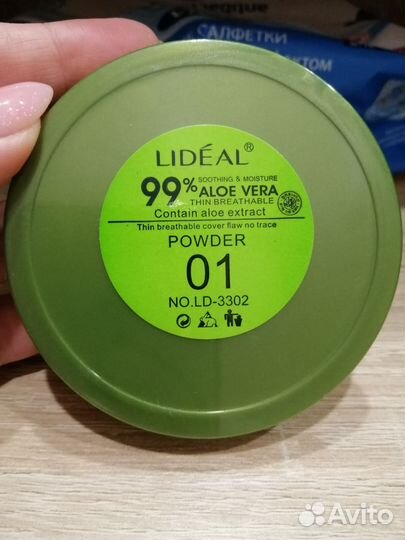 САЛФЕТКИ
LIDÉAL®
SOOTHING & MOISTURE
99% ALOE VERA
THIN BREATHABLE
Contain aloe extract
Thin breathable cover flaw no trace
POWDER
01
NO.LD-3302
Avito